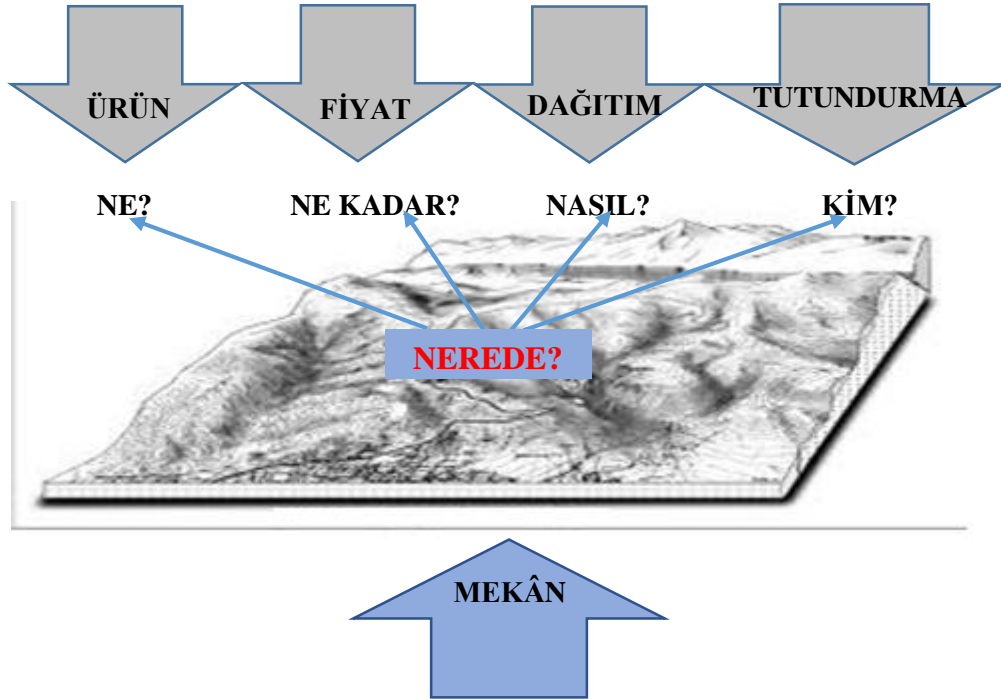 ÜRÜN FİYAT DAĞITIM TUTUNDURMA
NE? NE KADAR? NASIL? KİM?
NEREDE?
MEKÂN